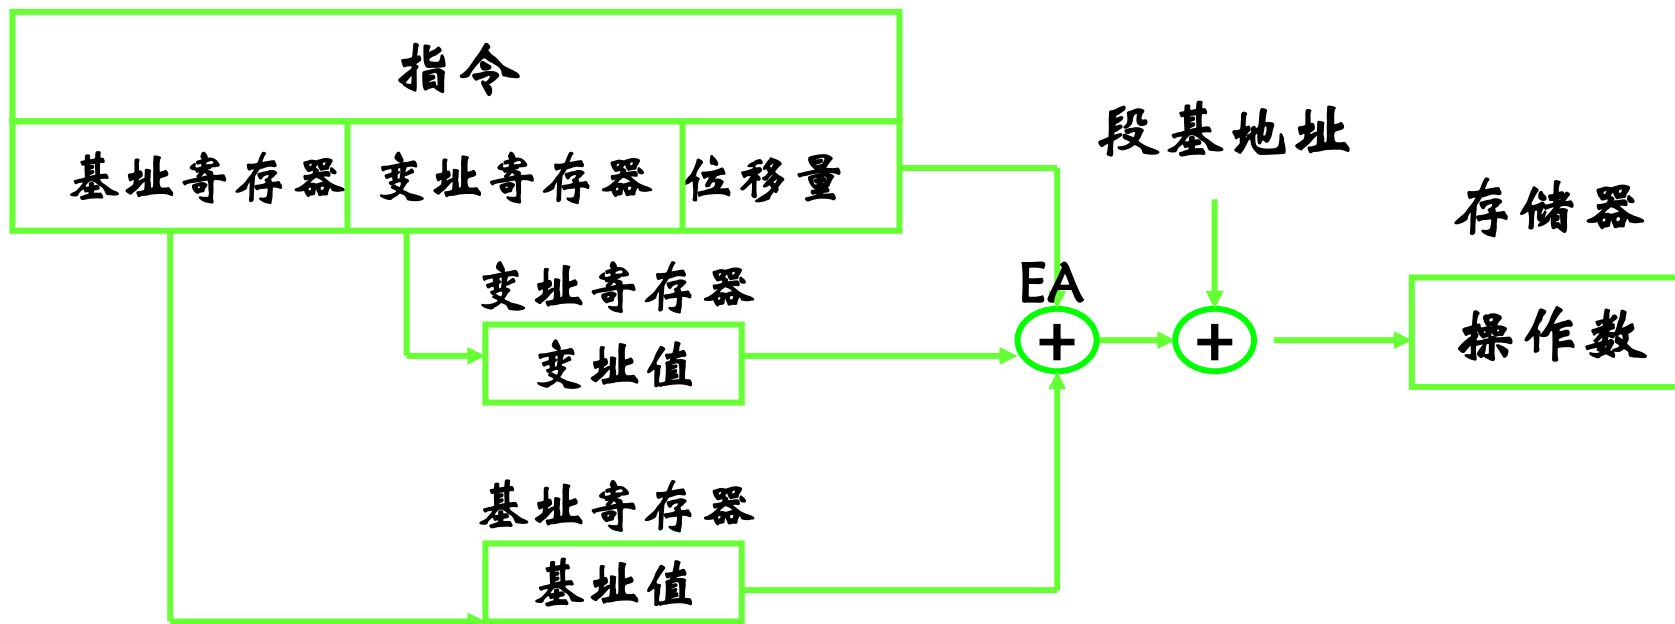 指令
段基地址
基址寄存器 变址寄存器 位移量
存储器
变址寄存器
EA
变址值
+
+
操作数
基址寄存器
基址值